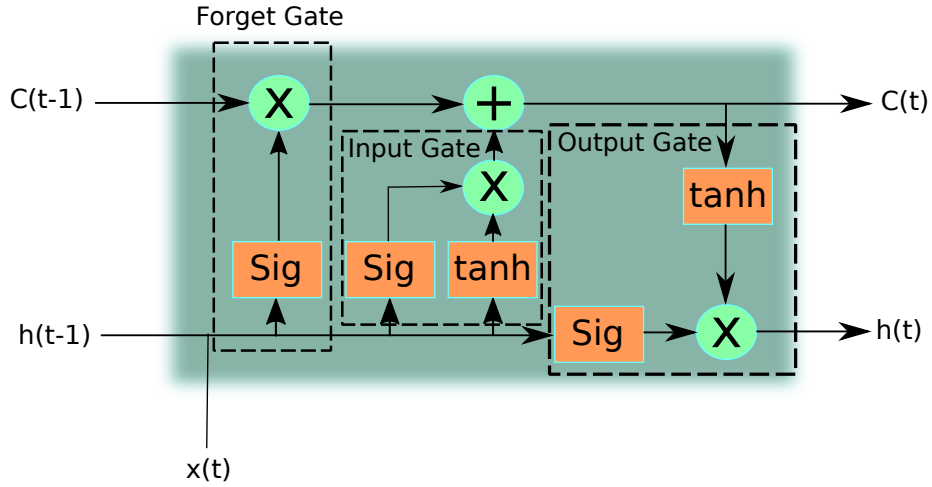 Forget Gate
C(t-1)
X
+
C(t)
Input Gate
Output Gate
X
tanh
Sig
Sig
tanh
h(t-1)
Sig
X
h(t)
x(t)